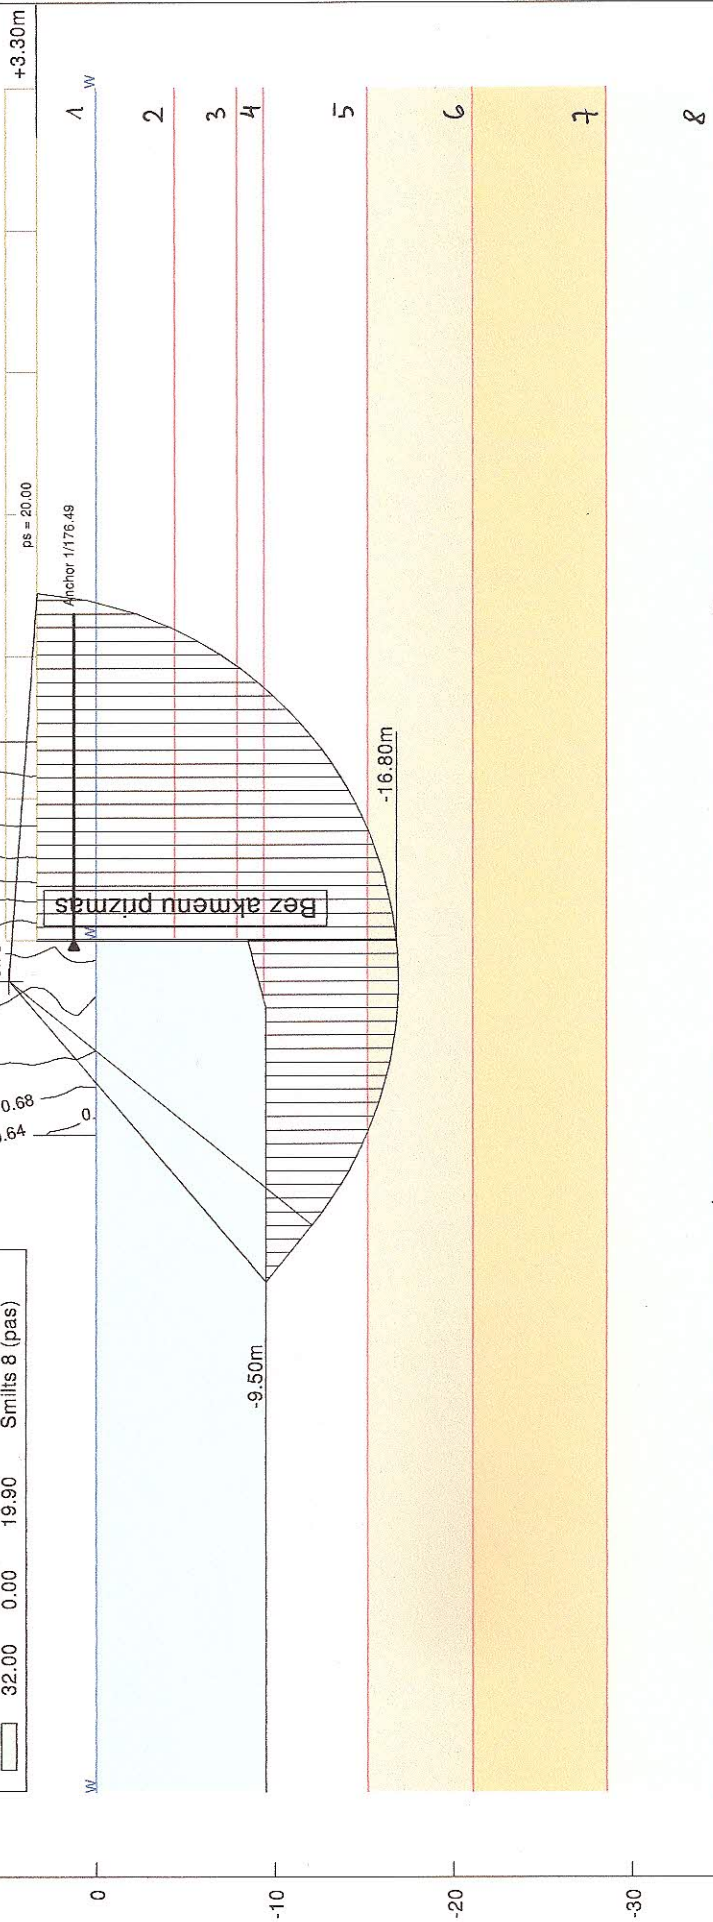 +3.30m
1
W
2
3
4
5
6
7
8
ps = 20.00
Anchor 1/176.49
-16.80m
W
Bez akmeņu prizmas
0.68
0.
-9.50m
32.00 0.00 19.90 Smilts 8 (pas)
W
0
-10
-20
-30